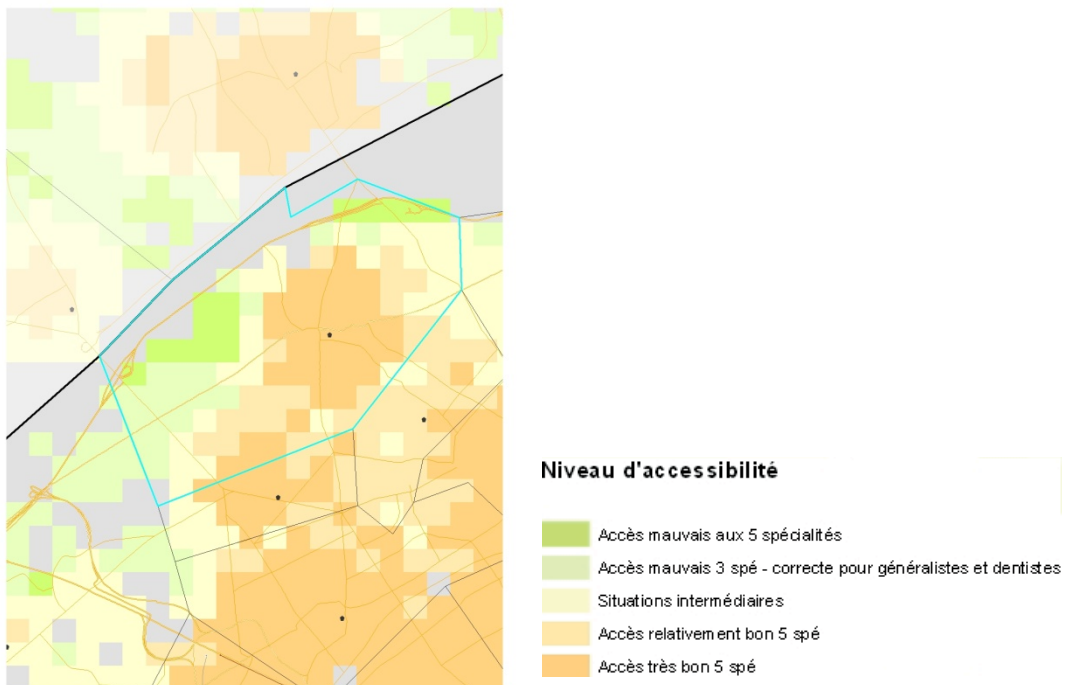 Niveau d'accessibilité
Accès mauvais aux 5 spécialités
Accès mauvais 3 spé - correcte pour généralistes et dentistes
Situations intermédiaires
Accès relativement bon 5 spé
Accès très bon 5 spé